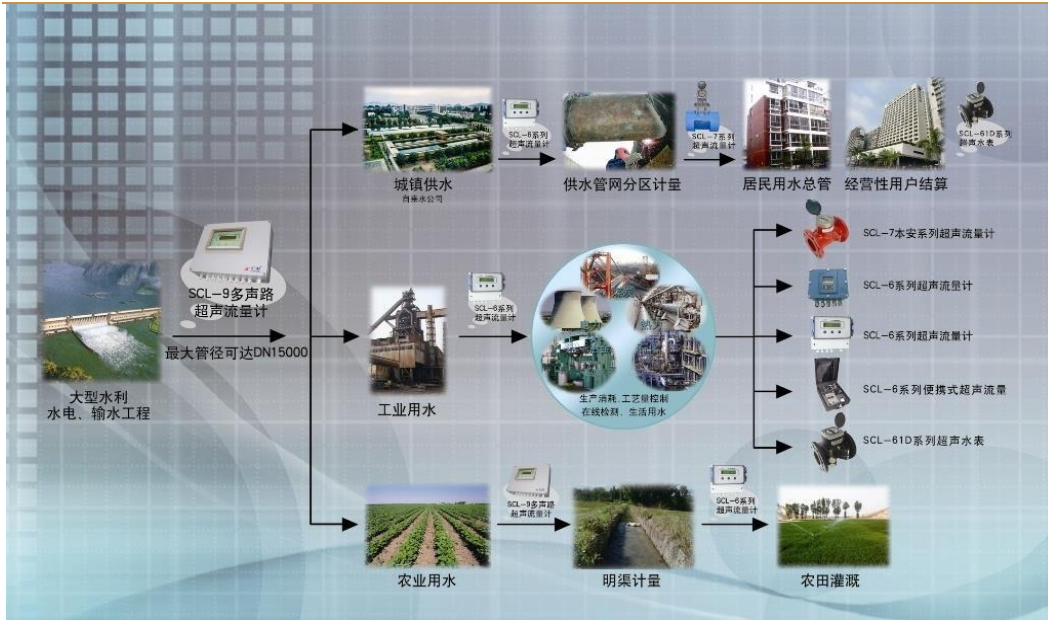 大型水利
水电、输水工程
SCL-9多声路
超声流量计
最大管径可达DN15000
城镇供水
自来水公司
SCL-6系列
超声流量计
供水管网分区计量
SCL-7系列
超声流量计
居民用水总管
经营性用户结算
SCL-61D系列
超声水表
工业用水
SCL-6系列
超声流量计
电力
热力
生产消耗、工艺量控制
在线检测、生活用水
SCL-7本安系列超声流量计
SCL-6系列超声流量计
SCL-6系列超声流量计
SCL-6系列便携式超声流量
SCL-61D系列超声水表
农业用水
SCL-9多声路
超声流量计
明渠计量
SCL-6系列
超声流量计
农田灌溉